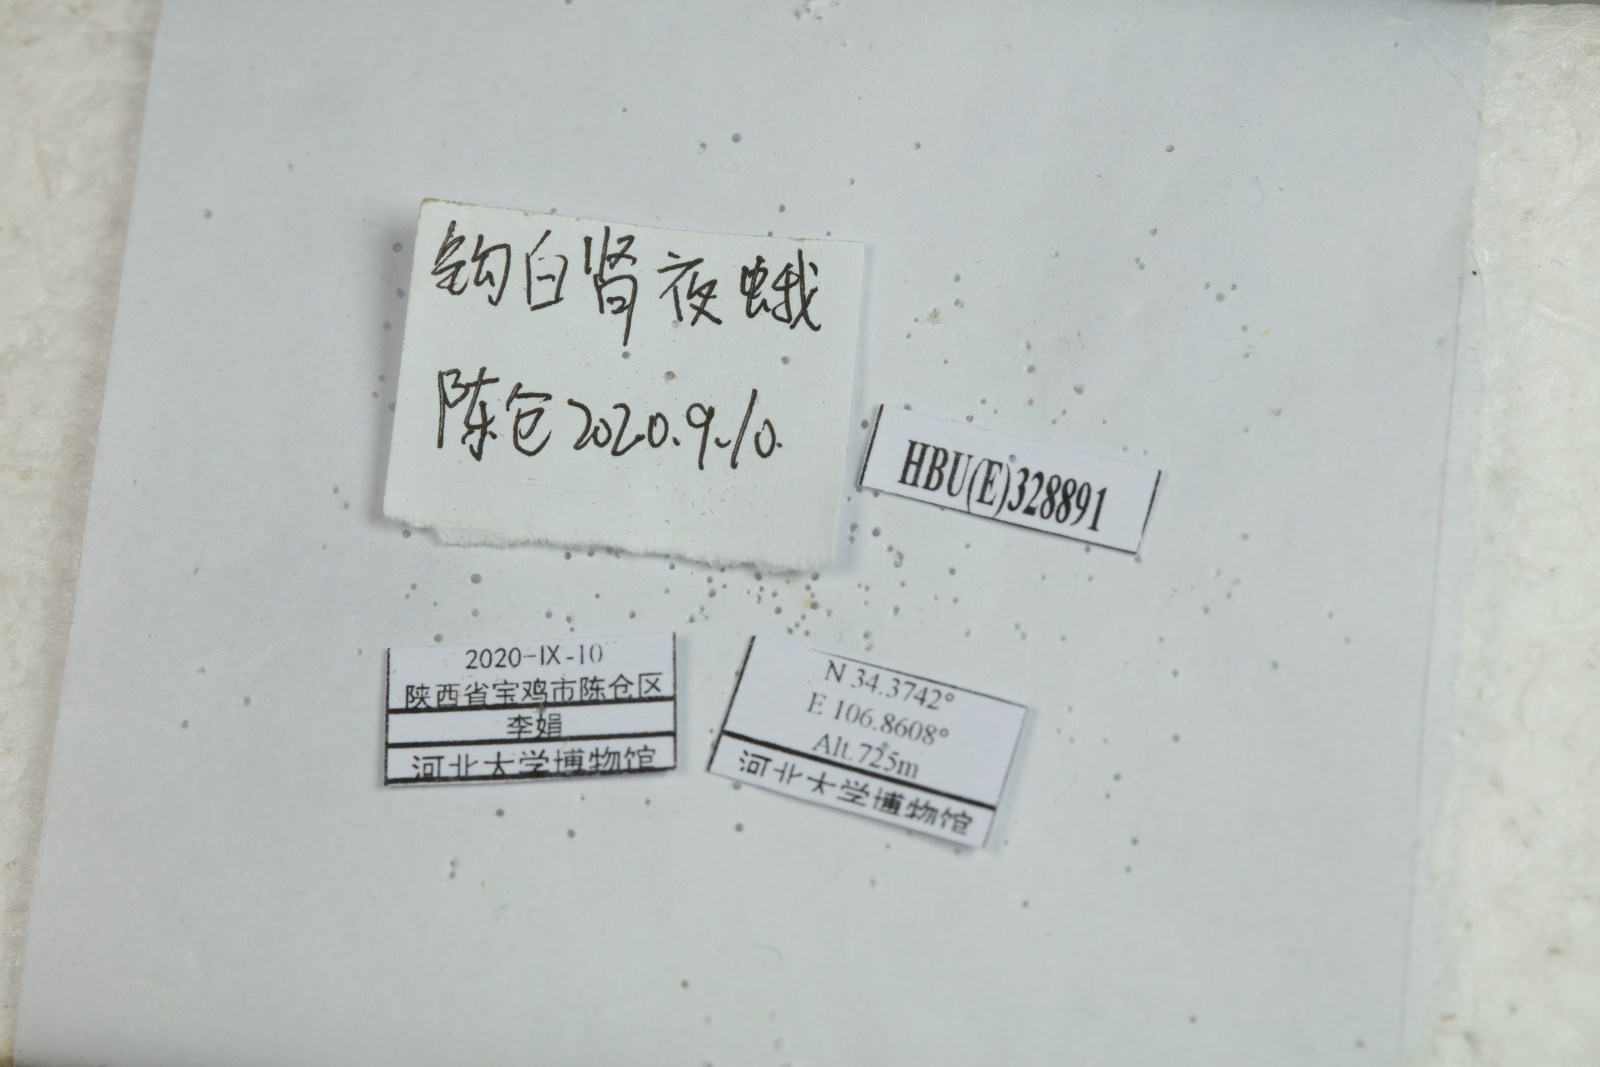 钩白肾夜蛾
陈仓2020.9.10.
HBU(E)328891
2020-IX-10
陕西省宝鸡市陈仓区
李娟
河北大学博物馆
N 34.3742°
E 106.8608°
Alt.725m
河北大学博物馆